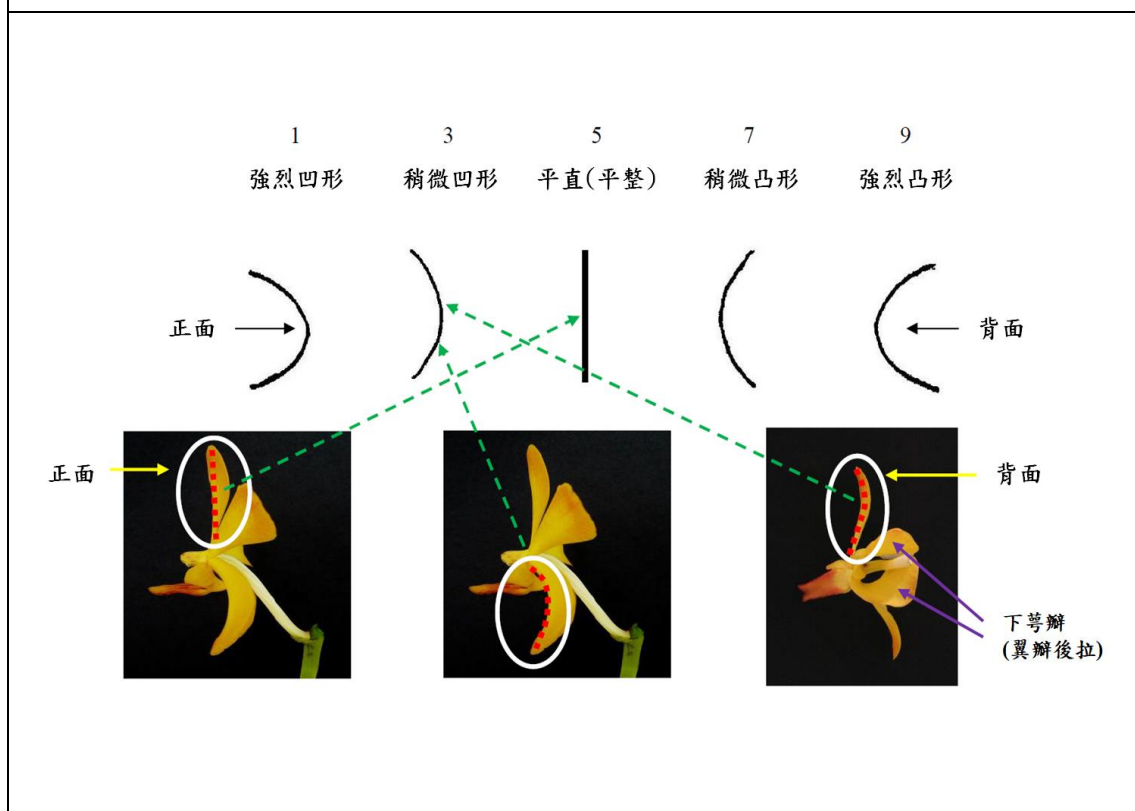 1 3 5 7 9
強烈凹形 稍微凹形 平直(平整) 稍微凸形 強烈凸形
正面 背面
正面 背面
下萼瓣
(翼瓣後拉)